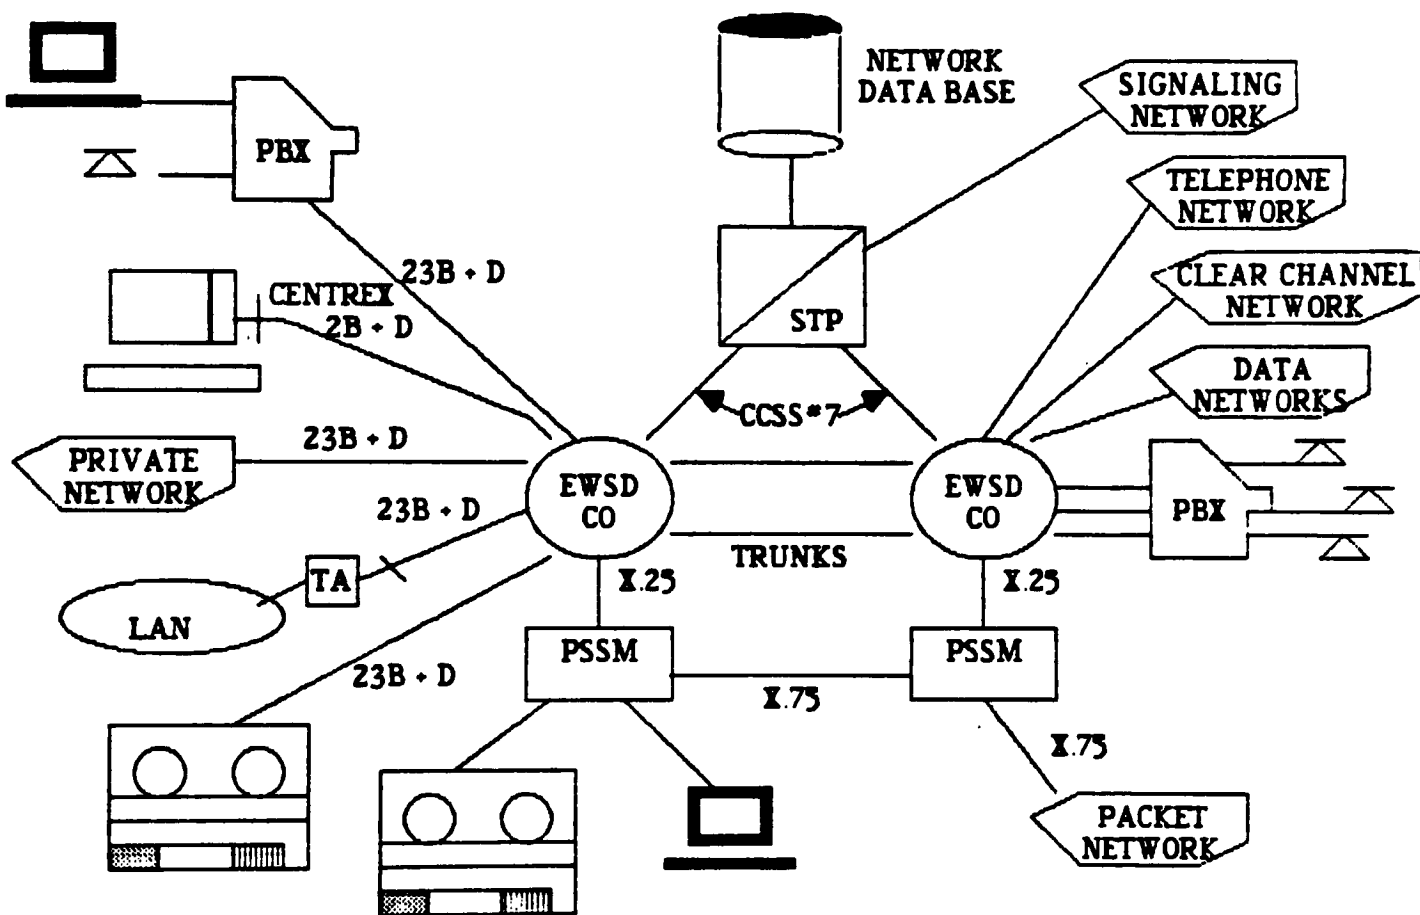 NETWORK
DATA BASE
SIGNALING
NETWORK
PBX
TELEPHONE
NETWORK
23B + D
CENTREX
2B + D
STP
CLEAR CHANNEL
NETWORK
CCSS#7
DATA
NETWORKS
23B + D
PRIVATE
NETWORK
EWSD
CO
EWSD
CO
PBX
23B + D
TRUNKS
TA
X.25
X.25
LAN
PSSM
PSSM
23B + D
X.75
X.75
PACKET
NETWORK